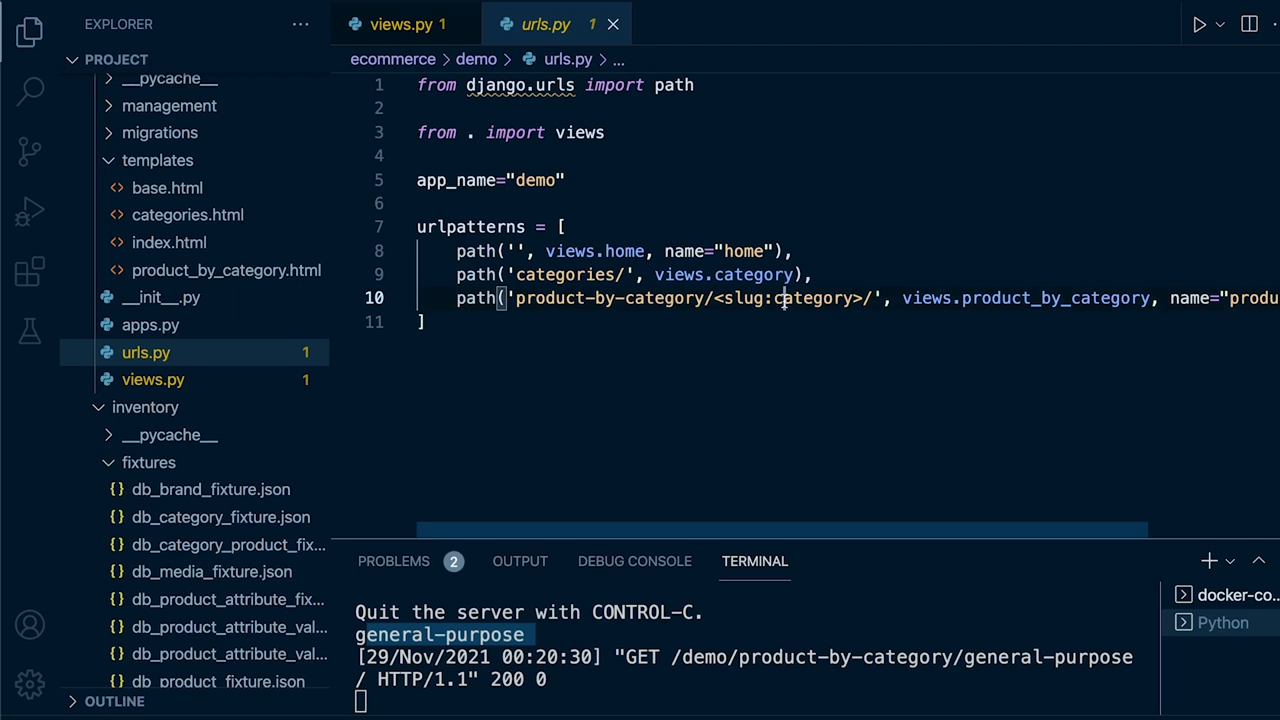 EXPLORER
PROJECT
__pycache__
management
migrations
templates
<> base.html
<> categories.html
<> index.html
<> product_by_category.html
__init__.py
apps.py
urls.py 1
views.py 1
inventory
__pycache__
fixtures
{} db_brand_fixture.json
{} db_category_fixture.json
{} db_category_product_fix...
{} db_media_fixture.json
{} db_product_attribute_fix...
{} db_product_attribute_val...
{} db_product_attribute_val...
{} db_product_fixture.json
OUTLINE
views.py 1
urls.py 1
ecommerce > demo > urls.py > ...
1 from django.urls import path
2
3 from . import views
4
5 app_name="demo"
6
7 urlpatterns = [
8 path('', views.home, name="home"),
9 path('categories/', views.category),
10 path('product-by-category/<slug:category>/', views.product_by_category, name="produ
11 ]
PROBLEMS 2 OUTPUT DEBUG CONSOLE TERMINAL
Quit the server with CONTROL-C.
general-purpose
[29/Nov/2021 00:20:30] "GET /demo/product-by-category/general-purpose
/ HTTP/1.1" 200 0
docker-co...
Python